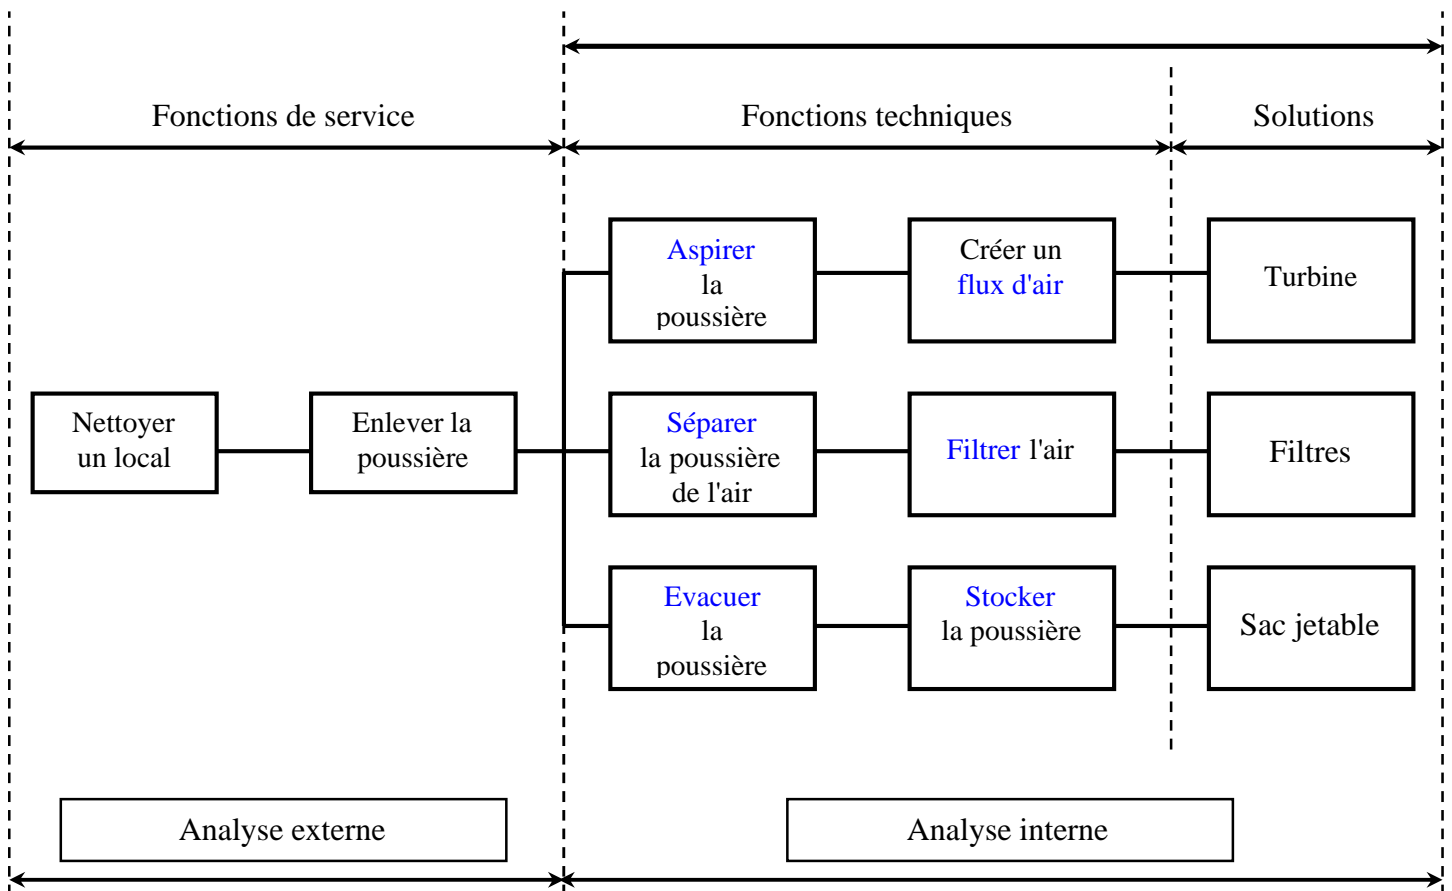 Fonctions de service
Fonctions techniques
Solutions
Aspirer
la
poussière
Créer un
flux d'air
Turbine
Nettoyer
un local
Enlever la
poussière
Séparer
la poussière
de l'air
Filtrer l'air
Filtres
Evacuer
la
poussière
Stocker
la poussière
Sac jetable
Analyse externe
Analyse interne